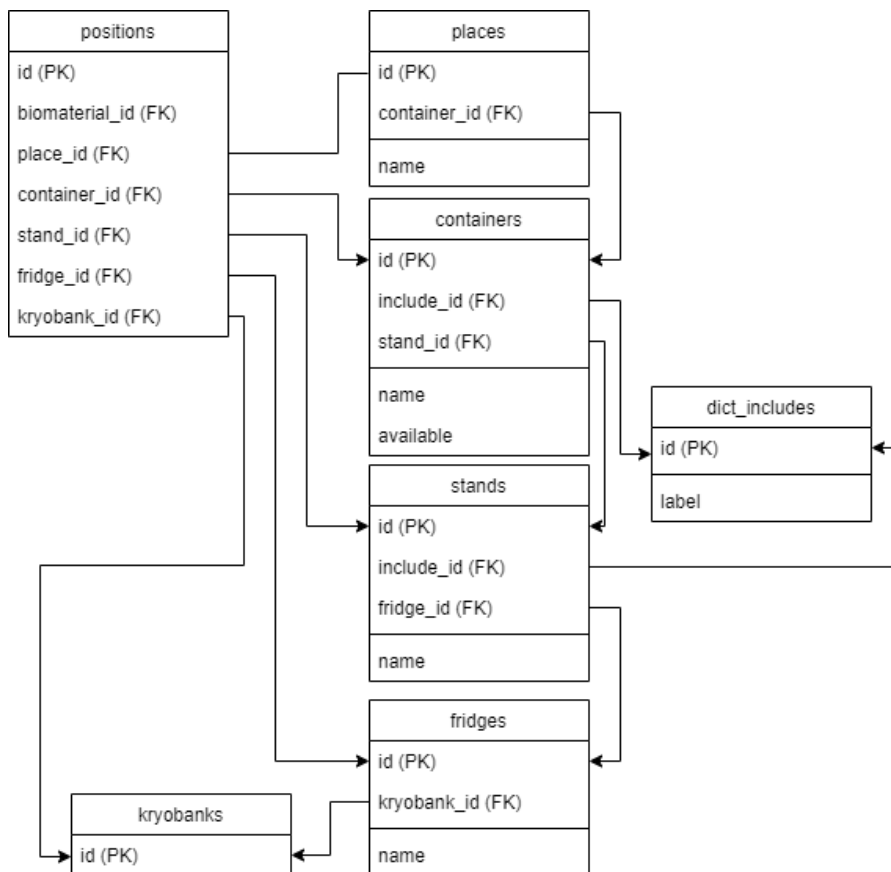 positions
id (PK)
biomaterial_id (FK)
place_id (FK)
container_id (FK)
stand_id (FK)
fridge_id (FK)
kryobank_id (FK)
places
id (PK)
container_id (FK)
name
containers
id (PK)
include_id (FK)
stand_id (FK)
name
available
dict_includes
id (PK)
label
stands
id (PK)
include_id (FK)
fridge_id (FK)
name
fridges
id (PK)
kryobank_id (FK)
name
kryobanks
id (PK)